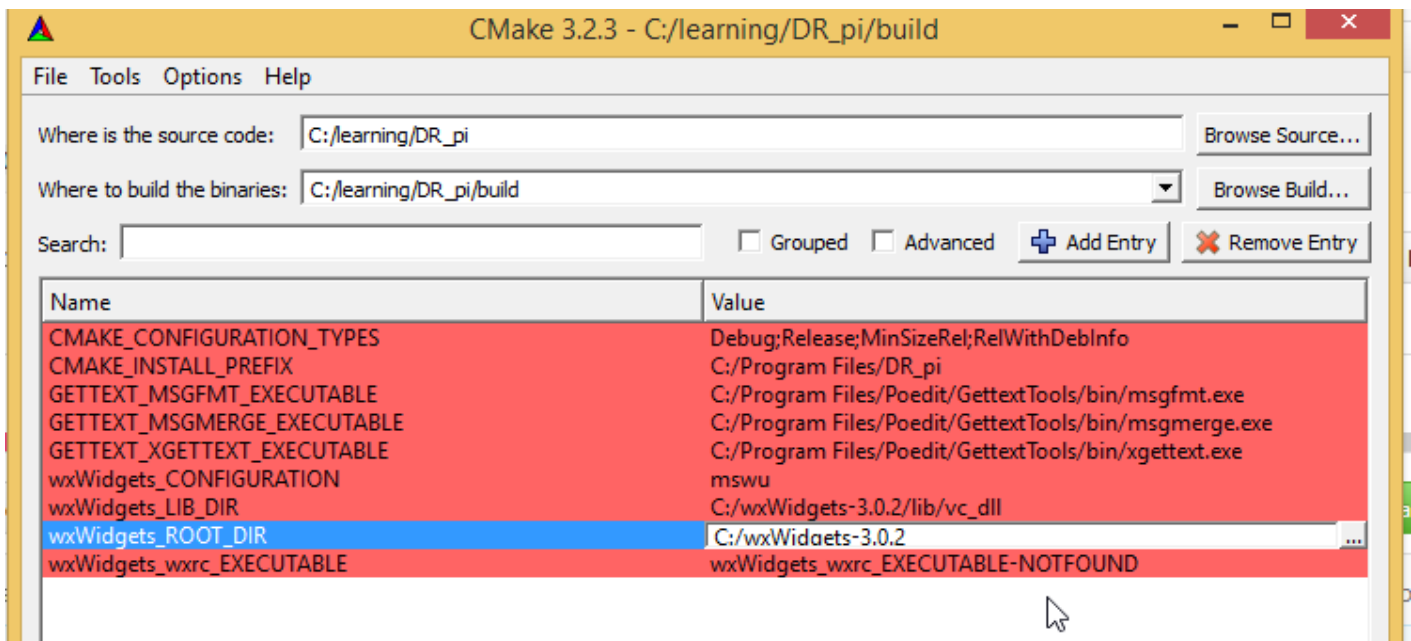 CMake 3.2.3 - C:/learning/DR_pi/build
File Tools Options Help
Where is the source code: C:/learning/DR_pi Browse Source...
Where to build the binaries: C:/learning/DR_pi/build Browse Build...
Search: Grouped Advanced Add Entry Remove Entry
Name Value
CMAKE_CONFIGURATION_TYPES Debug;Release;MinSizeRel;RelWithDebInfo
CMAKE_INSTALL_PREFIX C:/Program Files/DR_pi
GETTEXT_MSGFMT_EXECUTABLE C:/Program Files/Poedit/GettextTools/bin/msgfmt.exe
GETTEXT_MSGMERGE_EXECUTABLE C:/Program Files/Poedit/GettextTools/bin/msgmerge.exe
GETTEXT_XGETTEXT_EXECUTABLE C:/Program Files/Poedit/GettextTools/bin/xgettext.exe
wxWidgets_CONFIGURATION mswu
wxWidgets_LIB_DIR C:/wxWidgets-3.0.2/lib/vc_dll
wxWidgets_ROOT_DIR C:/wxWidgets-3.0.2 ...
wxWidgets_wxrc_EXECUTABLE wxWidgets_wxrc_EXECUTABLE-NOTFOUND